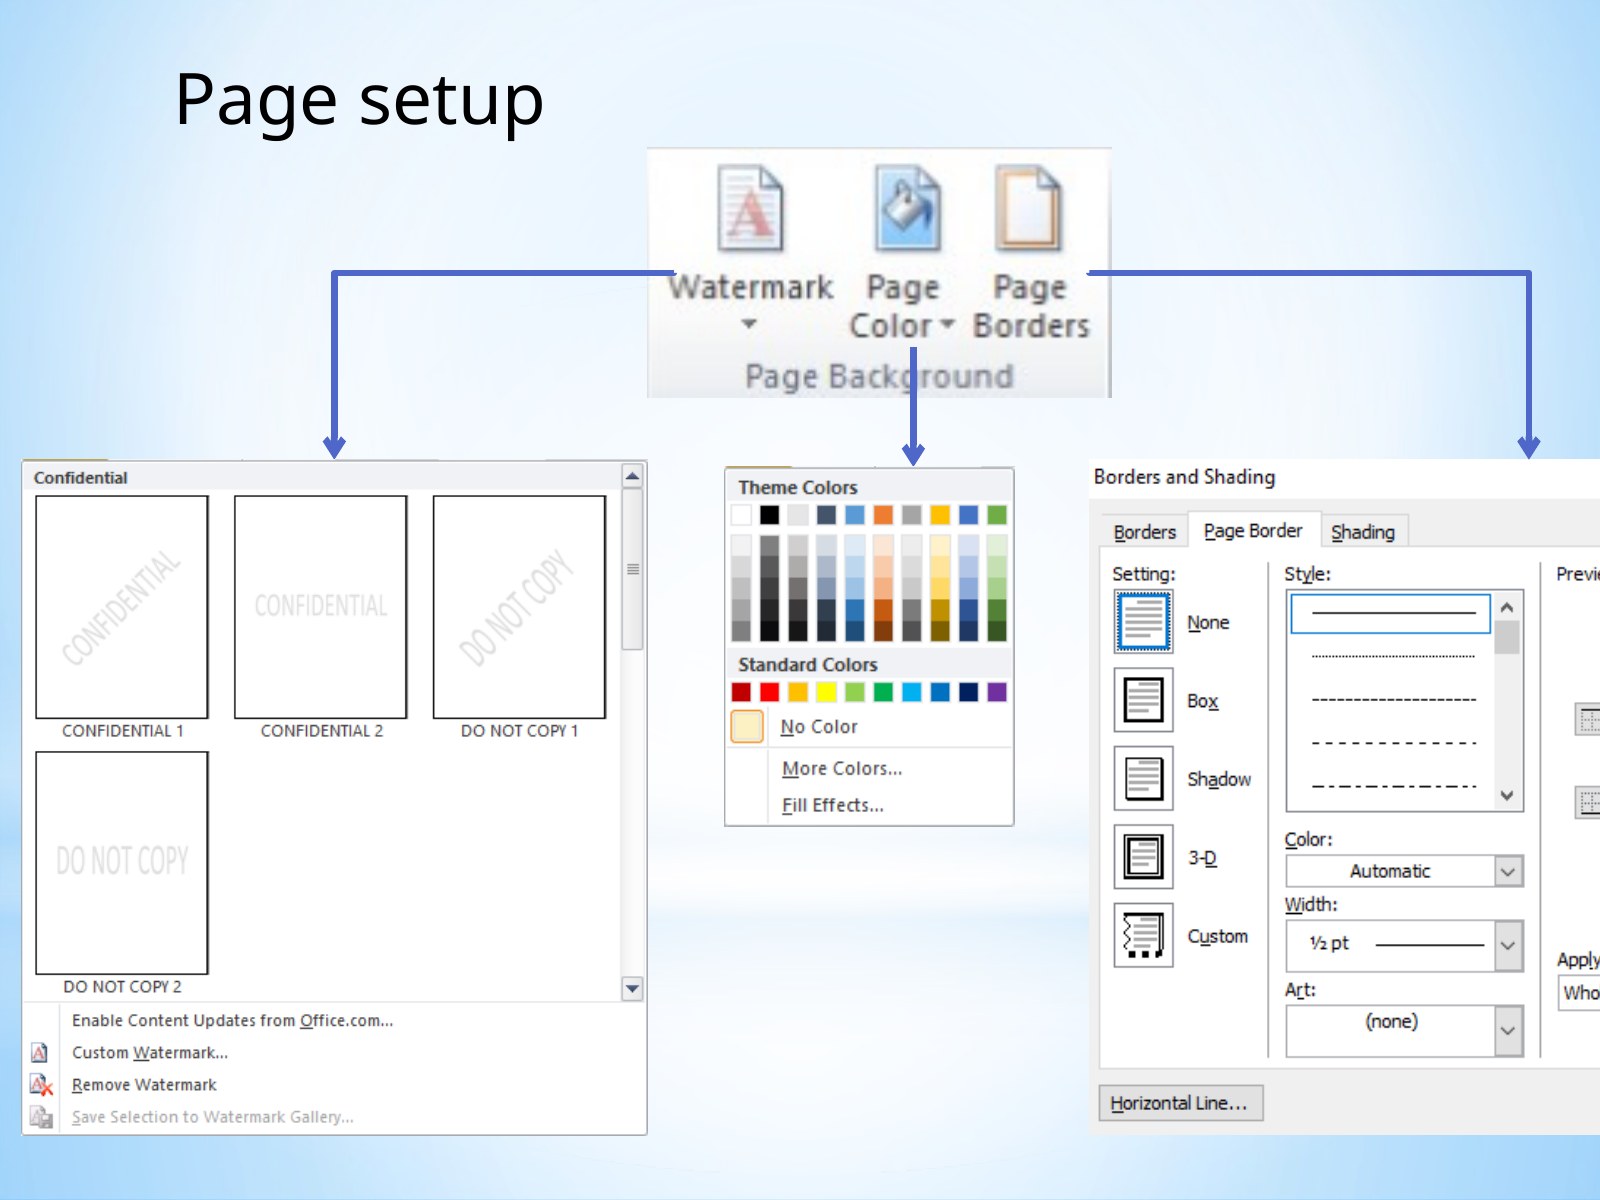 Page setup
Watermark
Page
Color
Page
Borders
Page Background
Confidential
CONFIDENTIAL
CONFIDENTIAL
DO NOT COPY
CONFIDENTIAL 1
CONFIDENTIAL 2
DO NOT COPY 1
DO NOT COPY
DO NOT COPY 2
Enable Content Updates from Office.com...
Custom Watermark...
Remove Watermark
Save Selection to Watermark Gallery...
Theme Colors
Standard Colors
No Color
More Colors...
Fill Effects...
Borders and Shading
Borders
Page Border
Shading
Setting:
None
Box
Shadow
3-D
Custom
Style:
Color:
Automatic
Width:
½ pt
Art:
(none)
Previe
Apply
Who
Horizontal Line...